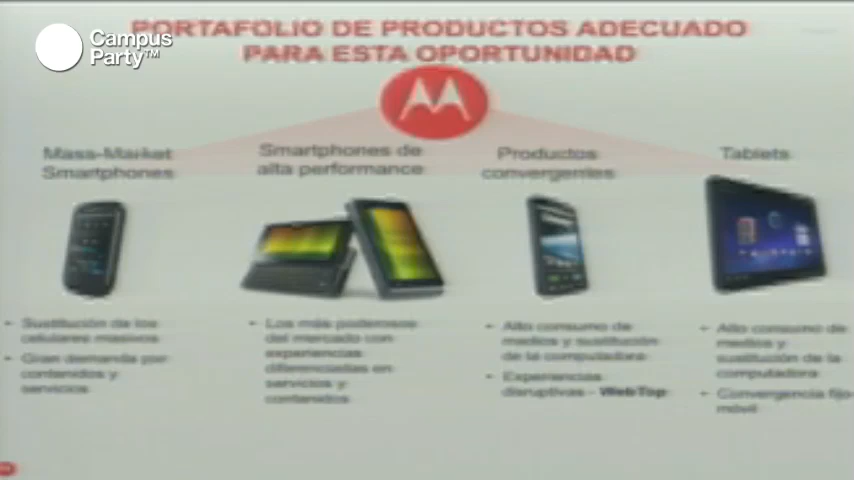 Campus
Party™
PORTAFOLIO DE PRODUCTOS ADECUADO
PARA ESTA OPORTUNIDAD
Mass-Market
Smartphones
Smartphones de
alta performance
Productos
convergentes
Tablets
• Sustitución de los
celulares masivos
• Gran demanda por
contenidos y
servicios
• Los más poderosos
del mercado con
experiencias
diferenciadas en
servicios y
contenidos
• Alto consumo de
medios y sustitución
de la computadora
• Experiencias
disruptivas - WebTop
• Alto consumo de
medios y
sustitución de la
computadora
• Convergencia fijo-
móvil